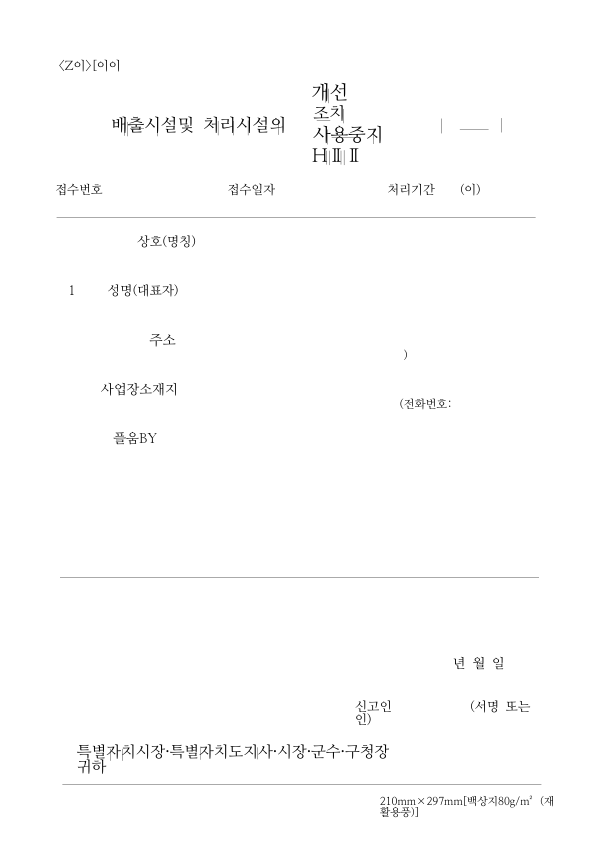 〈Z이〉[이이
개선
조치
배출시설및 처리시설의
사용중지
HⅡⅡ
접수번호 접수일자 처리기간 (이)
상호(명칭)
1 성명(대표자)
주소
)
사업장소재지
(전화번호:
플움BY
년 월 일
신고인 (서명 또는
인)
특별자치시장·특별자치도지사·시장·군수·구청장
귀하
210mm×297mm[백상지80g/m² (재
활용풍)]